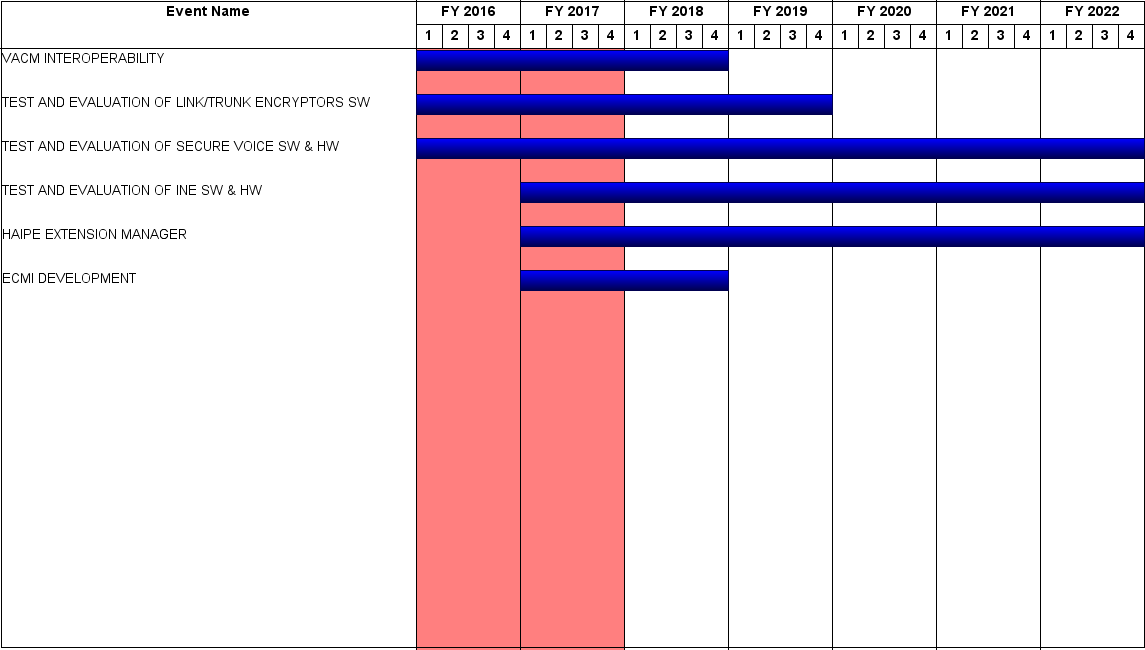 Event Name FY 2016 FY 2017 FY 2018 FY 2019 FY 2020 FY 2021 FY 2022
1 2 3 4 1 2 3 4 1 2 3 4 1 2 3 4 1 2 3 4 1 2 3 4 1 2 3 4
VACM INTEROPERABILITY
TEST AND EVALUATION OF LINK/TRUNK ENCRYPTORS SW
TEST AND EVALUATION OF SECURE VOICE SW & HW
TEST AND EVALUATION OF INE SW & HW
HAIPE EXTENSION MANAGER
ECMI DEVELOPMENT